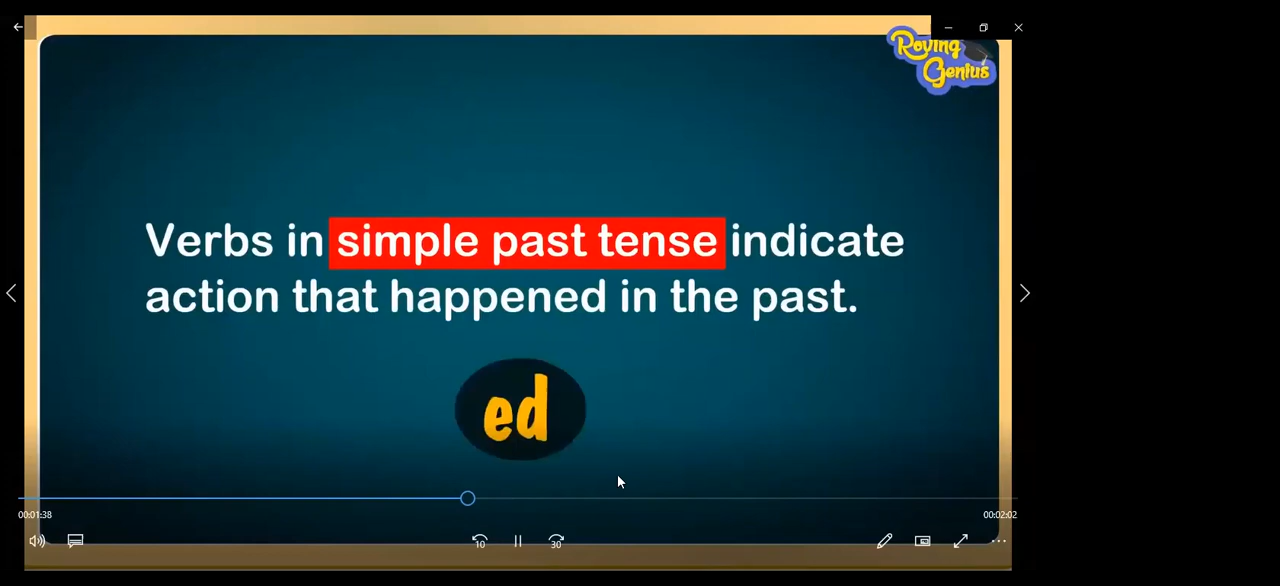 Roving
Genius
Verbs in simple past tense indicate
action that happened in the past.
ed
00:01:38
00:02:02
10
30